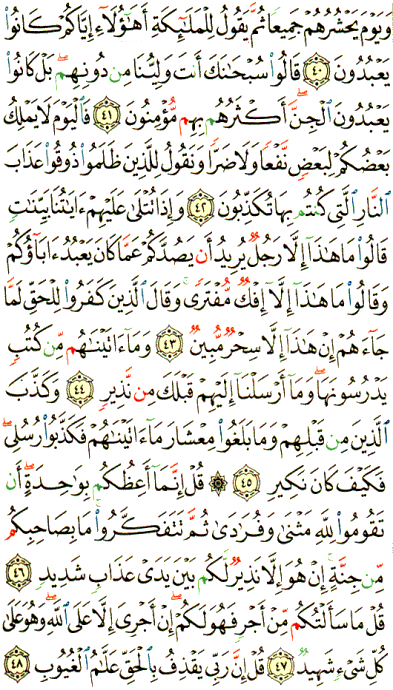 وَيَوْمَ يَحْشُرُهُمْ جَمِيعًا ثُمَّ يَقُولُ لِلْمَلَٰٓئِكَةِ أَهَٰٓؤُلَآءِ إِيَّاكُمْ كَانُوا۟
يَعْبُدُونَ ٤٠ قَالُوا۟ سُبْحَٰنَكَ أَنتَ وَلِيُّنَا مِن دُونِهِم ۖ بَلْ كَانُوا۟
يَعْبُدُونَ ٱلْجِنَّ ۖ أَكْثَرُهُم بِهِم مُّؤْمِنُونَ ٤١ فَٱلْيَوْمَ لَا يَمْلِكُ
بَعْضُكُمْ لِبَعْضٍ نَّفْعًا وَلَا ضَرًّا وَنَقُولُ لِلَّذِينَ ظَلَمُوا۟ ذُوقُوا۟ عَذَابَ
ٱلنَّارِ ٱلَّتِى كُنتُم بِهَا تُكَذِّبُونَ ٤٢ وَإِذَا تُتْلَىٰ عَلَيْهِمْ ءَايَٰتُنَا بَيِّنَٰتٍ
قَالُوا۟ مَا هَٰذَآ إِلَّا رَجُلٌ يُرِيدُ أَن يَصُدَّكُمْ عَمَّا كَانَ يَعْبُدُ ءَابَآؤُكُمْ
وَقَالُوا۟ مَا هَٰذَآ إِلَّآ إِفْكٌ مُّفْتَرًى ۚ وَقَالَ ٱلَّذِينَ كَفَرُوا۟ لِلْحَقِّ لَمَّا
جَآءَهُمْ إِنْ هَٰذَآ إِلَّا سِحْرٌ مُّبِينٌ ٤٣ وَمَآ ءَاتَيْنَٰهُم مِّن كُتُبٍ
يَدْرُسُونَهَا ۖ وَمَآ أَرْسَلْنَآ إِلَيْهِمْ قَبْلَكَ مِن نَّذِيرٍ ٤٤ وَكَذَّبَ
ٱلَّذِينَ مِن قَبْلِهِمْ وَمَا بَلَغُوا۟ مِعْشَارَ مَآ ءَاتَيْنَٰهُمْ فَكَذَّبُوا۟ رُسُلِى ۖ
فَكَيْفَ كَانَ نَكِيرِ ٤٥ ۞ قُلْ إِنَّمَآ أَعِظُكُم بِوَٰحِدَةٍ ۖ أَن
تَقُومُوا۟ لِلَّهِ مَثْنَىٰ وَفُرَٰدَىٰ ثُمَّ تَتَفَكَّرُوا۟ ۚ مَا بِصَاحِبِكُم
مِّن جِنَّةٍ ۚ إِنْ هُوَ إِلَّا نَذِيرٌ لَّكُم بَيْنَ يَدَىْ عَذَابٍ شَدِيدٍ ٤٦
قُلْ مَا سَأَلْتُكُم مِّنْ أَجْرٍ فَهُوَ لَكُمْ ۖ إِنْ أَجْرِىَ إِلَّا عَلَى ٱللَّهِ ۖ وَهُوَ عَلَىٰ
كُلِّ شَىْءٍ شَهِيدٌ ٤٧ قُلْ إِنَّ رَبِّى يَقْذِفُ بِٱلْحَقِّ عَلَّٰمُ ٱلْغُيُوبِ ٤٨